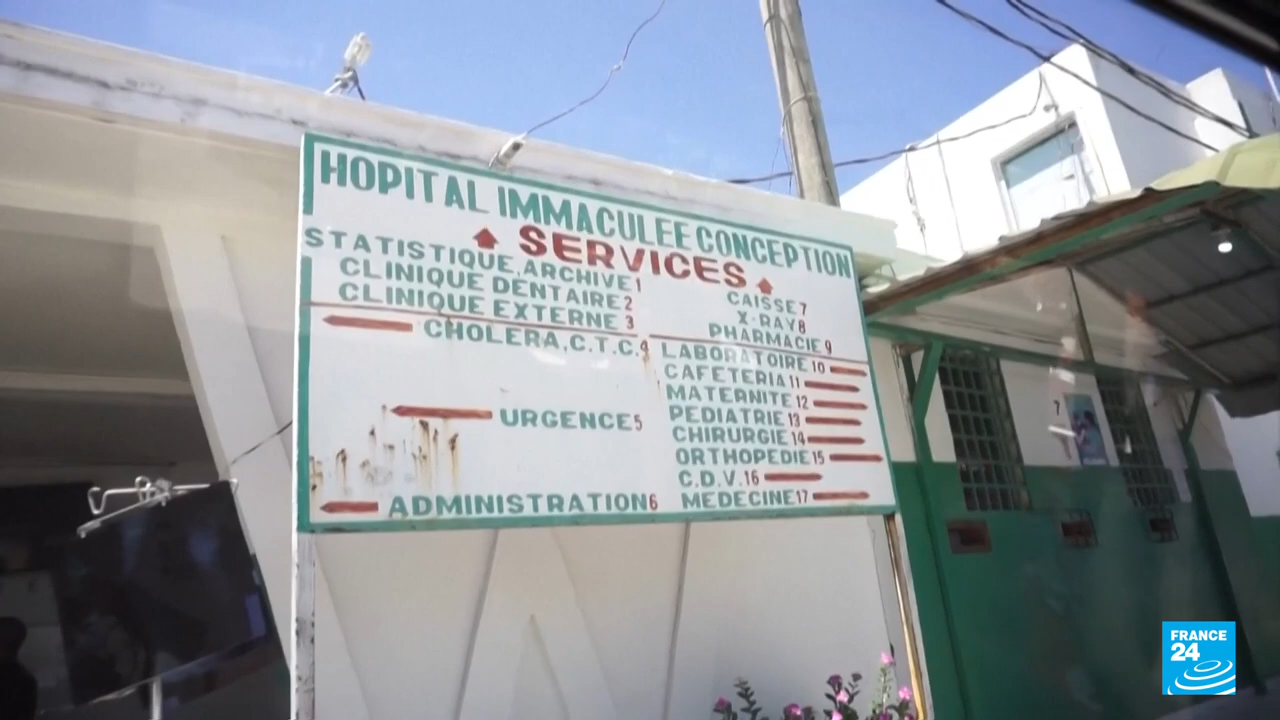 HOPITAL IMMACULEE CONCEPTION
SERVICES
STATISTIQUE, ARCHIVE 1
CLINIQUE DENTAIRE 2
CLINIQUE EXTERNE 3
CHOLERA, C.T.C. 4
URGENCE 5
ADMINISTRATION 6
CAISSE 7
X-RAY 8
PHARMACIE 9
LABORATOIRE 10
CAFETERIA 11
MATERNITE 12
PEDIATRIE 13
CHIRURGIE 14
ORTHOPEDIE 15
C.D.V. 16
MEDECINE 17
7
FRANCE
24